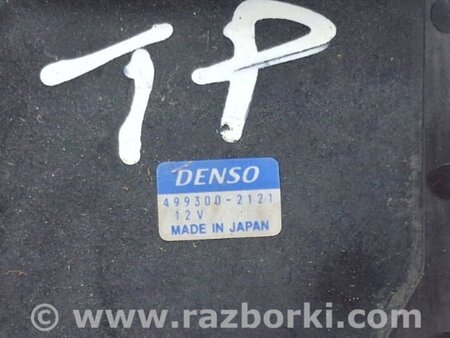 TP
DENSO
499300-2121
12V
MADE IN JAPAN
© www.razborki.com